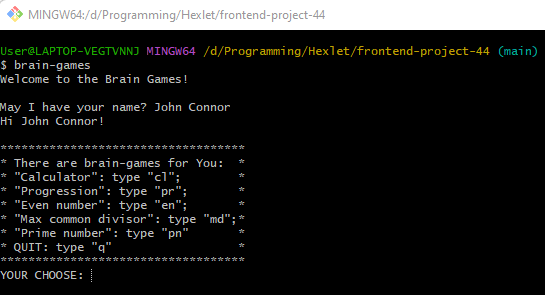 MINGW64:/d/Programming/Hexlet/frontend-project-44
User@LAPTOP-VEGTVNNJ MINGW64 /d/Programming/Hexlet/frontend-project-44 (main)
$ brain-games
Welcome to the Brain Games!
May I have your name? John Connor
Hi John Connor!
***********************************
* There are brain-games for You:  *
* "Calculator": type "cl";        *
* "Progression": type "pr";       *
* "Even number": type "en";       *
* "Max common divisor": type "md";*
* "Prime number": type "pn"       *
* QUIT: type "q"                  *
***********************************
YOUR CHOOSE: